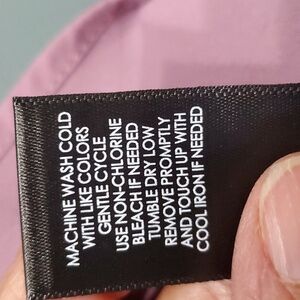 MACHINE WASH COLD
WITH LIKE COLORS
GENTLE CYCLE
USE NON-CHLORINE
BLEACH IF NEEDED
TUMBLE DRY LOW
REMOVE PROMPTLY
AND TOUCH UP WITH
COOL IRON IF NEEDED